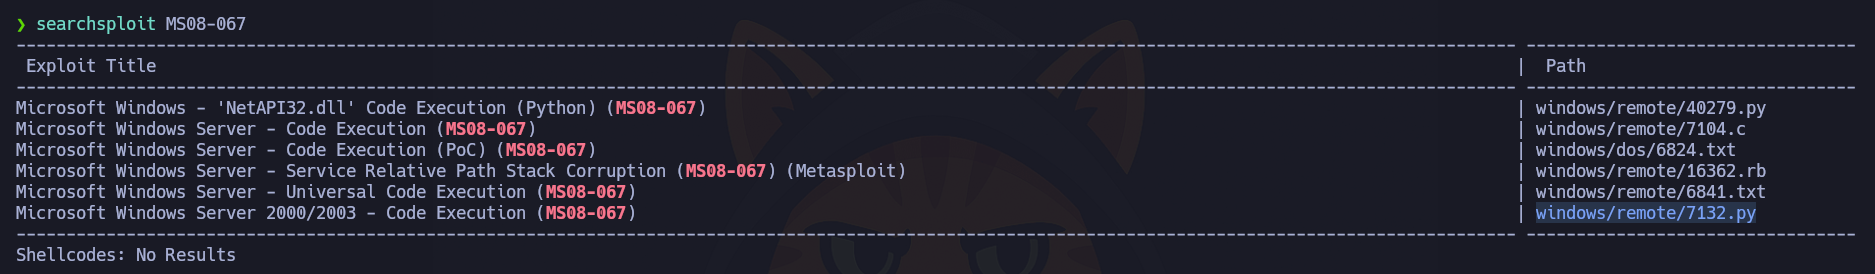 ❯ searchsploit MS08-067
------------------------------------------------------------------------------------------------------------------------------------------------------ ---------------------------------
 Exploit Title                                                                                                                                        |  Path
------------------------------------------------------------------------------------------------------------------------------------------------------ ---------------------------------
Microsoft Windows - 'NetAPI32.dll' Code Execution (Python) (MS08-067)                                                                                 | windows/remote/40279.py
Microsoft Windows Server - Code Execution (MS08-067)                                                                                                  | windows/remote/7104.c
Microsoft Windows Server - Code Execution (PoC) (MS08-067)                                                                                            | windows/dos/6824.txt
Microsoft Windows Server - Service Relative Path Stack Corruption (MS08-067) (Metasploit)                                                             | windows/remote/16362.rb
Microsoft Windows Server - Universal Code Execution (MS08-067)                                                                                        | windows/remote/6841.txt
Microsoft Windows Server 2000/2003 - Code Execution (MS08-067)                                                                                        | windows/remote/7132.py
------------------------------------------------------------------------------------------------------------------------------------------------------ ---------------------------------
Shellcodes: No Results